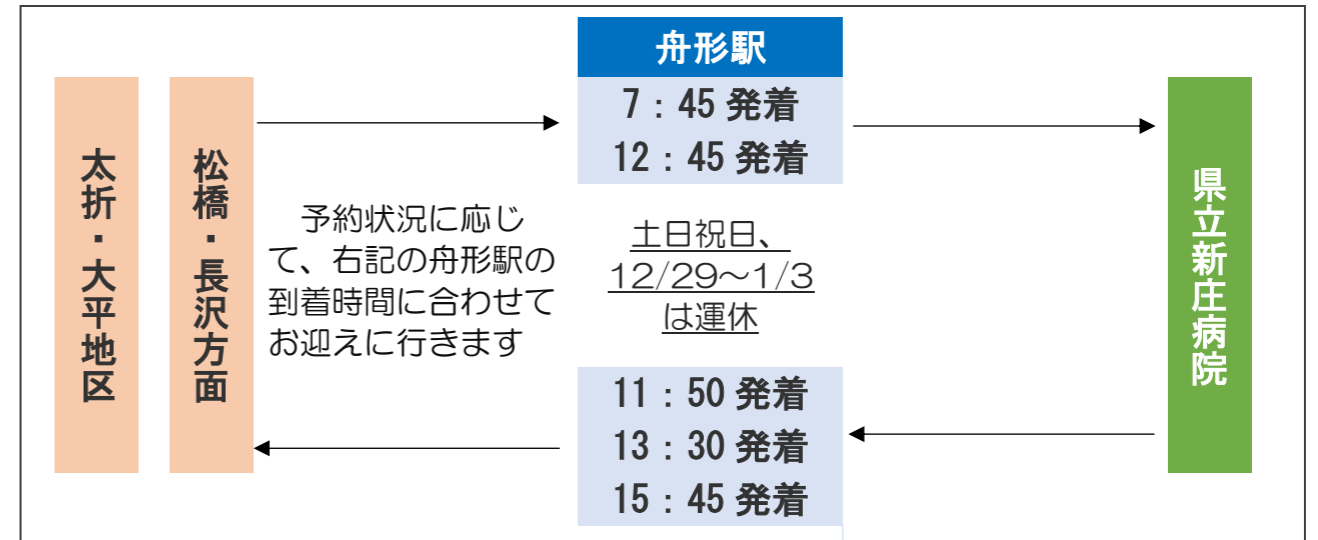 舟形駅
7：45 発着
12：45 発着
太折・大平地区
松橋・長沢方面
予約状況に応じ
て、右記の舟形駅の
到着時間に合わせて
お迎えに行きます
土日祝日、
12/29～1/3
は運休
県立新庄病院
11：50 発着
13：30 発着
15：45 発着